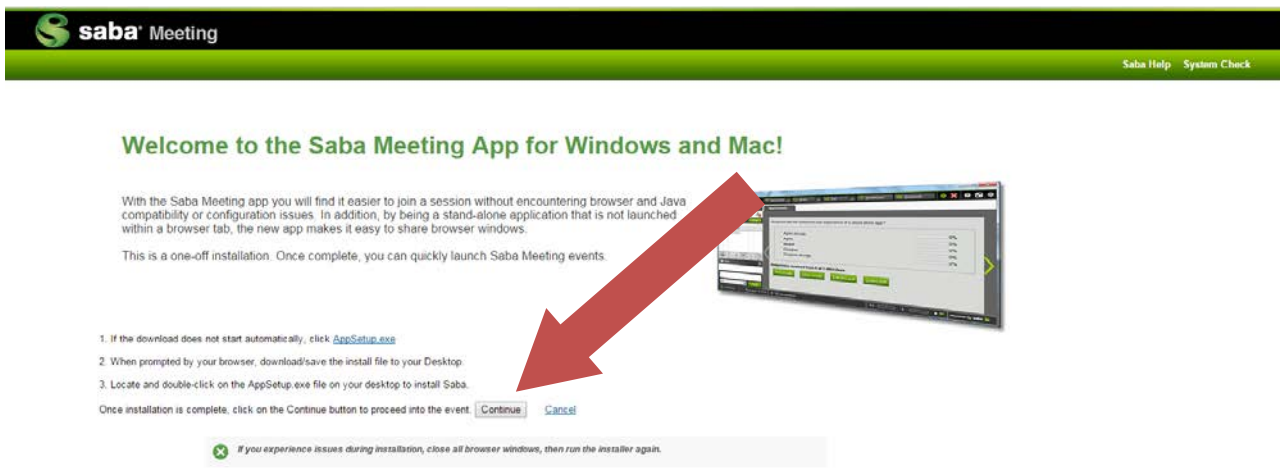 saba Meeting
Saba Help System Check
Welcome to the Saba Meeting App for Windows and Mac!
With the Saba Meeting app you will find it easier to join a session without encountering browser and Java
compatibility or configuration issues. In addition, by being a stand-alone application that is not launched
within a browser tab, the new app makes it easy to share browser windows.
This is a one-off installation. Once complete, you can quickly launch Saba Meeting events.
1. If the download does not start automatically, click AppSetup.exe
2. When prompted by your browser, download/save the install file to your Desktop.
3. Locate and double-click on the AppSetup.exe file on your desktop to install Saba.
Once installation is complete, click on the Continue button to proceed into the event. Continue Cancel
If you experience issues during installation, close all browser windows, then run the installer again.